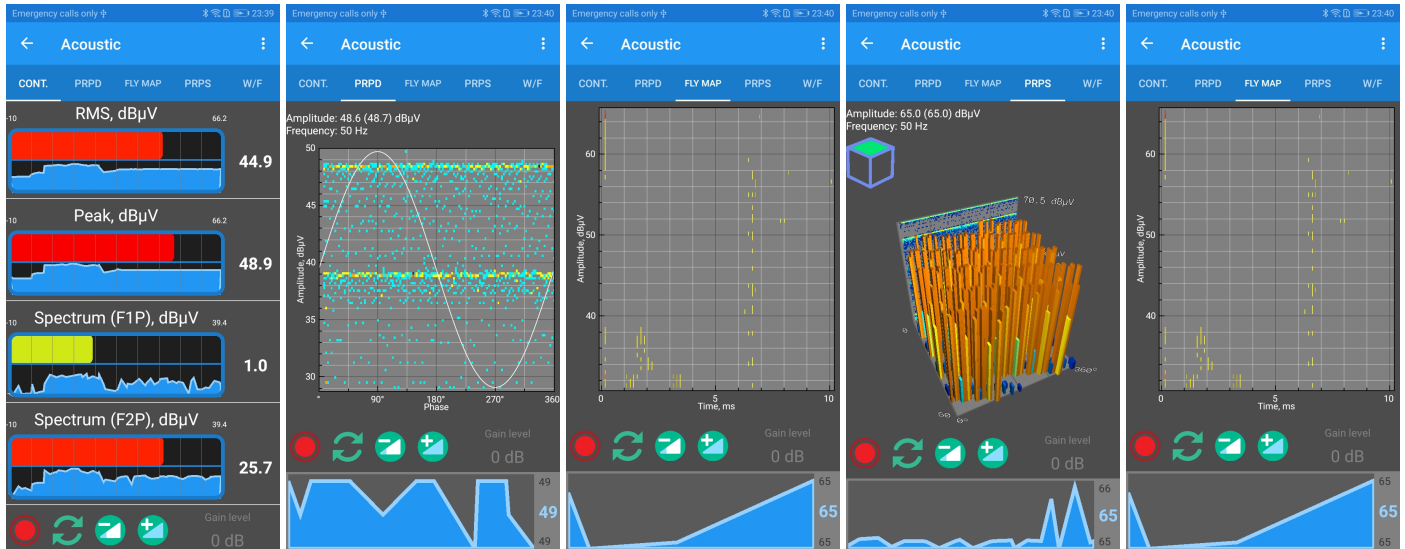 Emergency calls only 23:39
Acoustic
CONT. PRPD FLY MAP PRPS W/F
RMS, dBµV
-10 66.2
44.9
Peak, dBµV
-10 66.2
48.9
Spectrum (F1P), dBµV
-10 39.4
1.0
Spectrum (F2P), dBµV
-10 39.4
25.7
Gain level
0 dB
Emergency calls only 23:40
Acoustic
CONT. PRPD FLY MAP PRPS W/F
Amplitude: 48.6 (48.7) dBµV
Frequency: 50 Hz
50
45
40
35
30
Amplitude, dBµV
° 90° 180° 270° 360
Phase
Gain level
0 dB
49
49
49
Emergency calls only 23:40
Acoustic
CONT. PRPD FLY MAP PRPS W/F
60
50
40
Amplitude, dBµV
0 5 10
Time, ms
Gain level
0 dB
65
65
65
Emergency calls only 23:40
Acoustic
CONT. PRPD FLY MAP PRPS W/F
Amplitude: 65.0 (65.0) dBµV
Frequency: 50 Hz
70.5 dBµV
0
360°
50 0°
Gain level
0 dB
66
65
65
Emergency calls only 23:40
Acoustic
CONT. PRPD FLY MAP PRPS W/F
60
50
40
Amplitude, dBµV
0 5 10
Time, ms
Gain level
0 dB
65
65
65